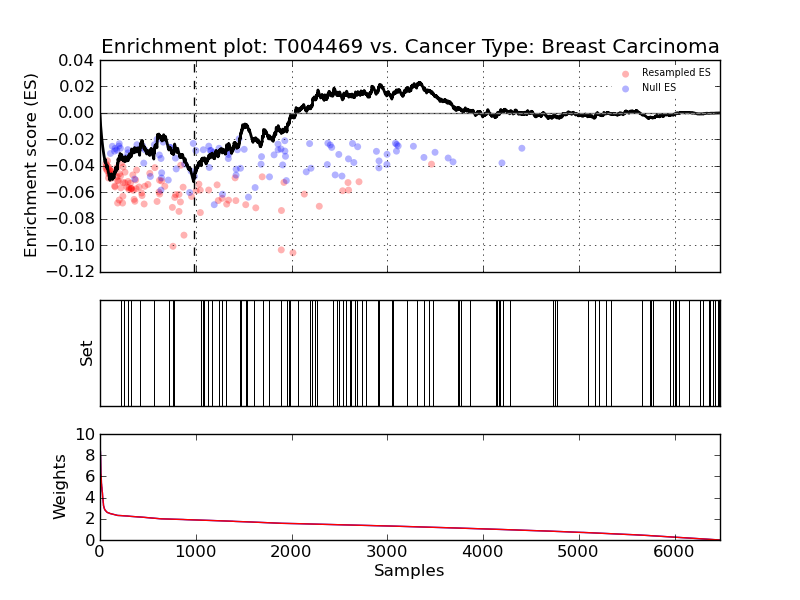 Enrichment plot: T004469 vs. Cancer Type: Breast Carcinoma
Enrichment score (ES)
0.04
0.02
0.00
−0.02
−0.04
−0.06
−0.08
−0.10
−0.12
Resampled ES
Null ES
Set
Weights
10
8
6
4
2
0
0 1000 2000 3000 4000 5000 6000
Samples